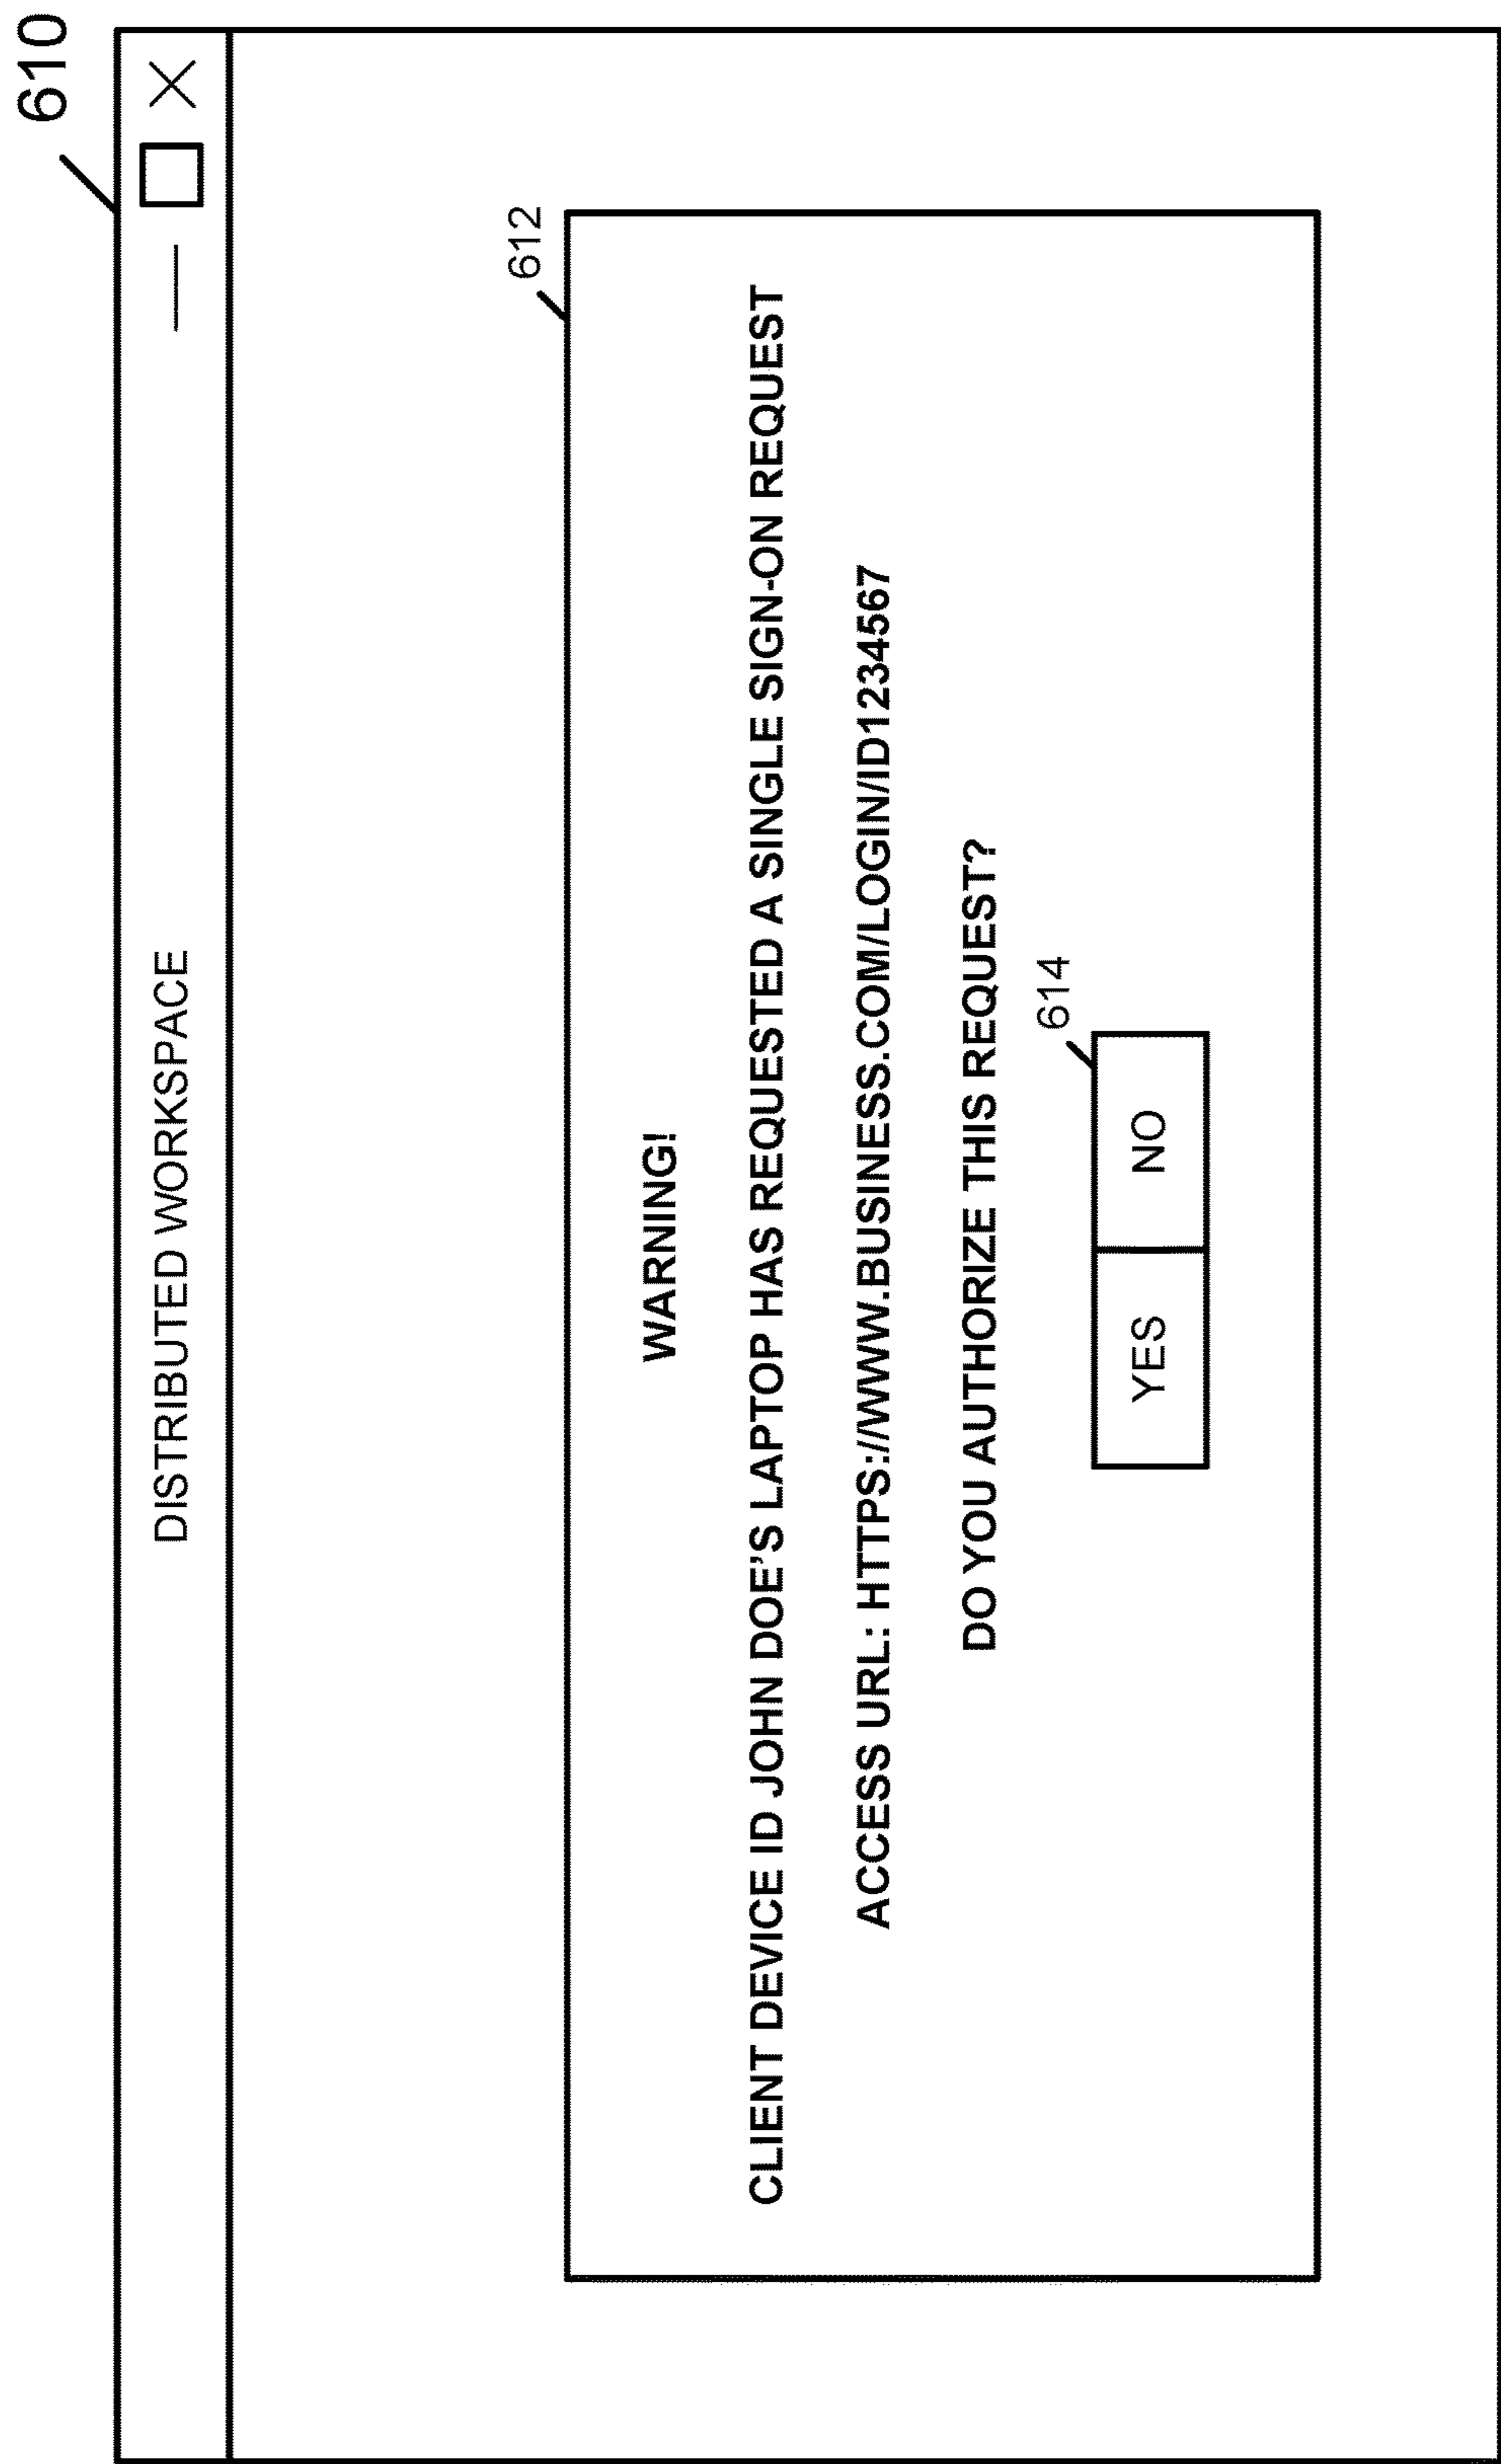 610
DISTRIBUTED WORKSPACE
612
WARNING!
CLIENT DEVICE ID JOHN DOE'S LAPTOP HAS REQUESTED A SINGLE SIGN-ON REQUEST
ACCESS URL: HTTPS://WWW.BUSINESS.COM/LOGIN/ID1234567
DO YOU AUTHORIZE THIS REQUEST?
614
YES NO